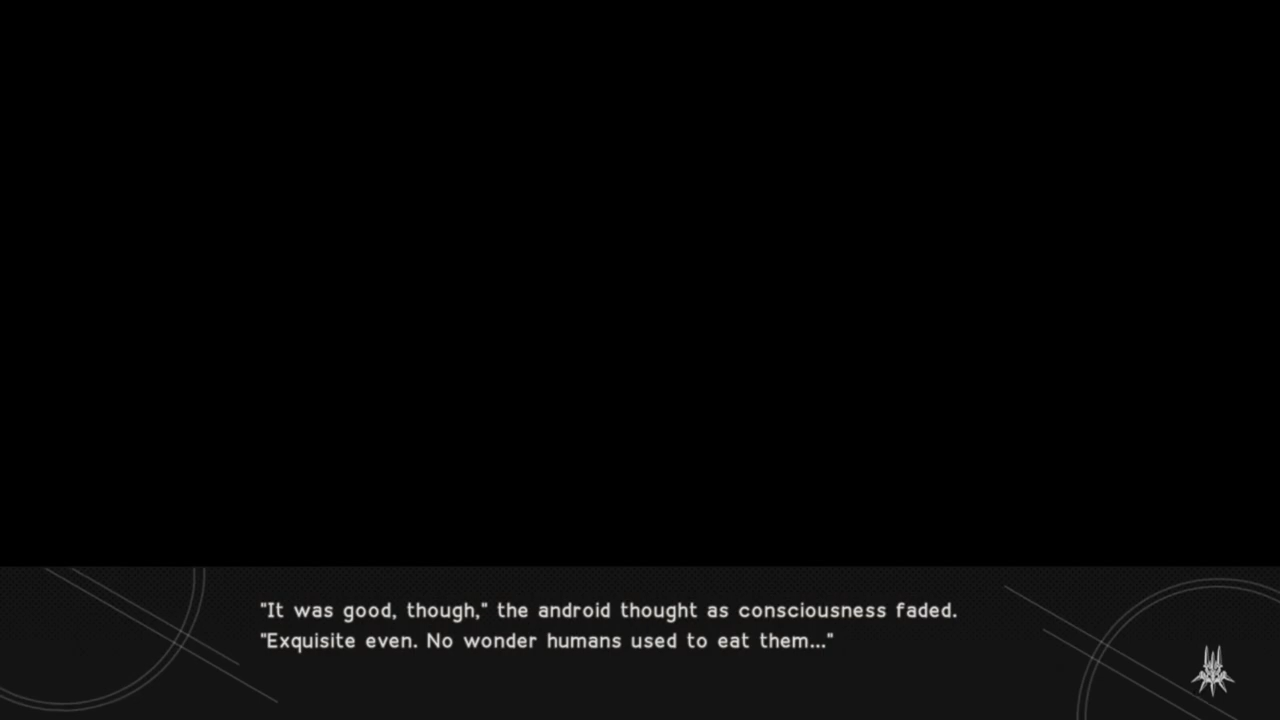 "It was good, though," the android thought as consciousness faded.
"Exquisite even. No wonder humans used to eat them..."